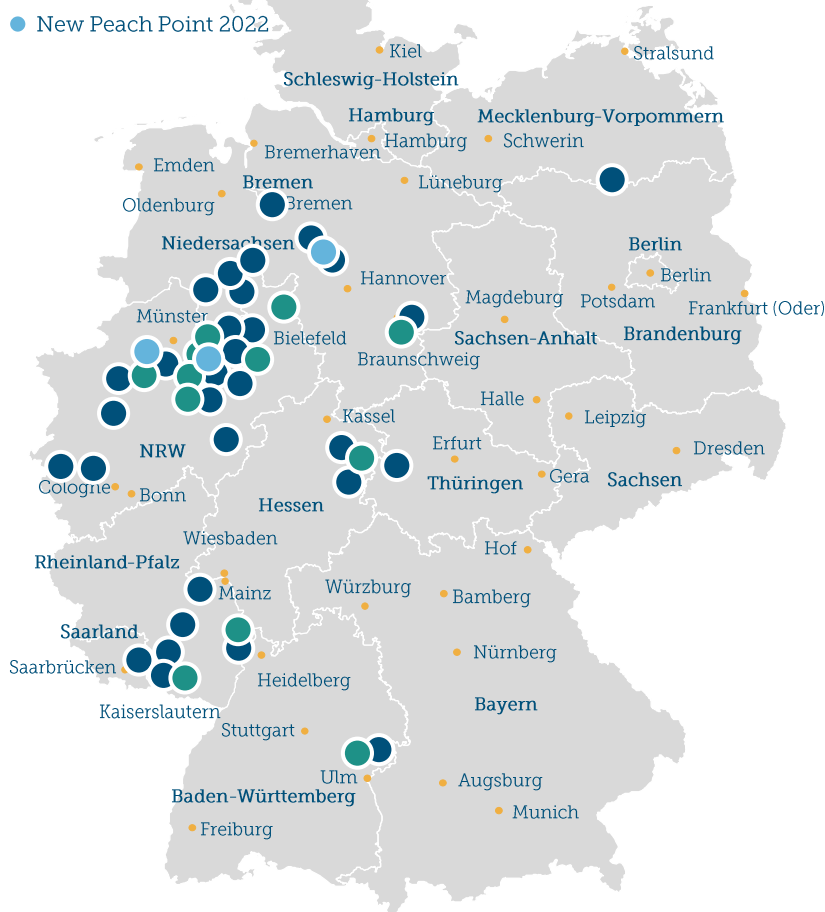 New Peach Point 2022
Kiel
Stralsund
Schleswig-Holstein
Hamburg
Mecklenburg-Vorpommern
Hamburg
Schwerin
Bremerhaven
Emden
Bremen
Lüneburg
Oldenburg
Bremen
Niedersachsen
Berlin
Berlin
Hannover
Magdeburg
Potsdam
Frankfurt (Oder)
Münster
Bielefeld
Sachsen-Anhalt
Brandenburg
Braunschweig
Halle
Leipzig
Kassel
Erfurt
Dresden
NRW
Gera
Sachsen
Thüringen
Cologne
Bonn
Hessen
Wiesbaden
Hof
Rheinland-Pfalz
Mainz
Würzburg
Bamberg
Saarland
Nürnberg
Saarbrücken
Heidelberg
Bayern
Kaiserslautern
Stuttgart
Ulm
Augsburg
Baden-Württemberg
Munich
Freiburg